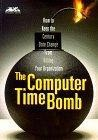 How to
Keep the
Century
Date Change
From
Killing
Your Organization
The Computer
Time Bomb